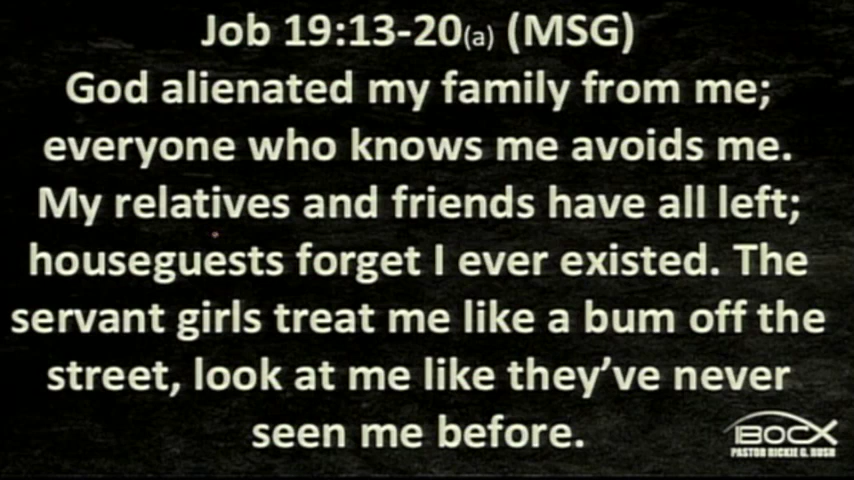 Job 19:13-20(a) (MSG)
God alienated my family from me;
everyone who knows me avoids me.
My relatives and friends have all left;
houseguests forget I ever existed. The
servant girls treat me like a bum off the
street, look at me like they’ve never
seen me before.
IBOCX
PASTOR RICKIE G. RUSH